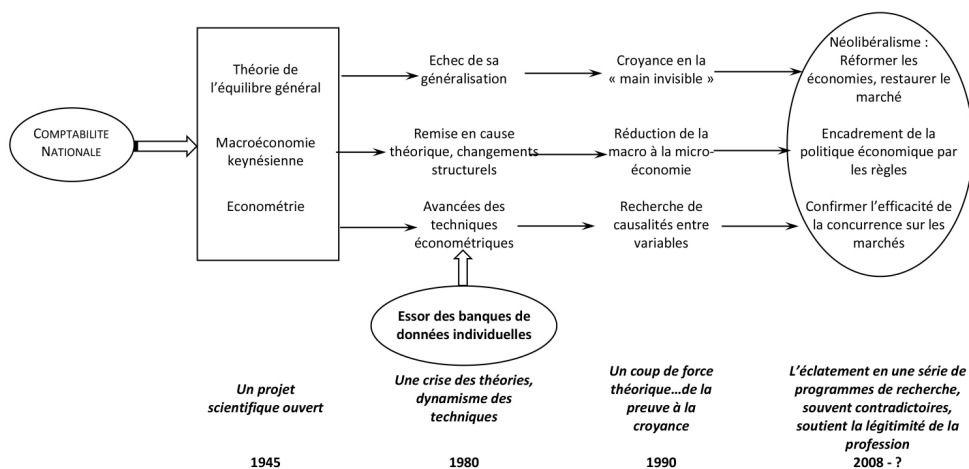 COMPTABILITE
NATIONALE
Théorie de
l'équilibre général
Macroéconomie
keynésienne
Econométrie
Echec de sa
généralisation
Remise en cause
théorique, changements
structurels
Avancées des
techniques
économétriques
Essor des banques de
données individuelles
Croyance en la
« main invisible »
Réduction de la
macro à la micro-
économie
Recherche de
causalités entre
variables
Néolibéralisme :
Réformer les
économies, restaurer le
marché
Encadrement de la
politique économique par
les règles
Confirmer l'efficacité de
la concurrence sur les
marchés
Un projet
scientifique ouvert
1945
Une crise des théories,
dynamisme des
techniques
1980
Un coup de force
théorique…de la
preuve à la
croyance
1990
L'éclatement en une série de
programmes de recherche,
souvent contradictoires,
soutient la légitimité de la
profession
2008 - ?